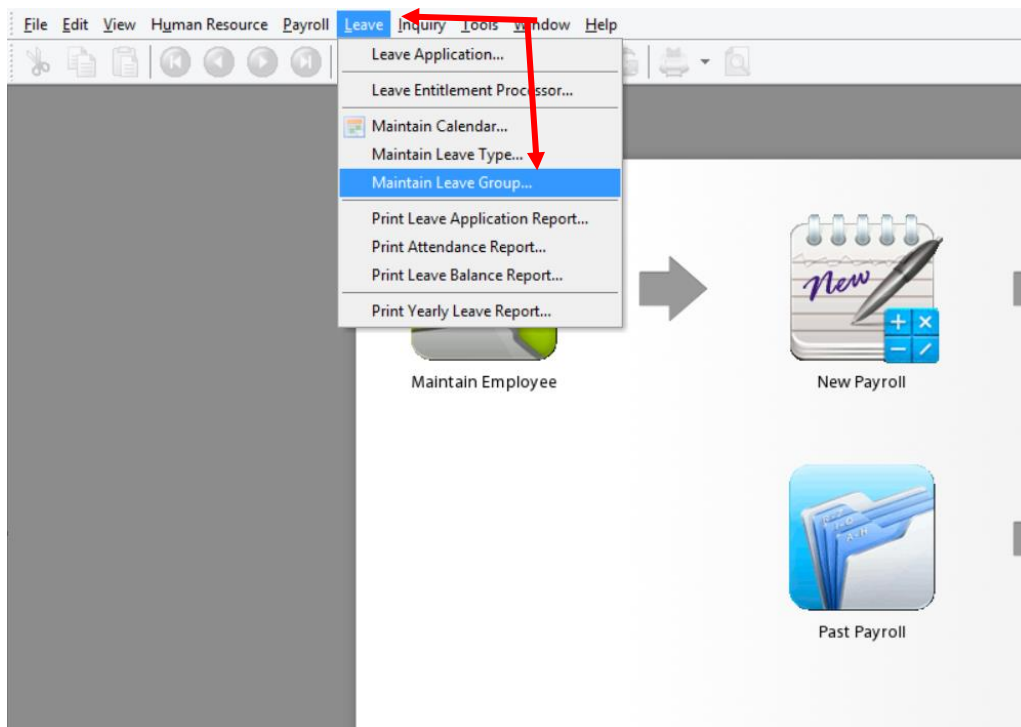 File Edit View Human Resource Payroll Leave Inquiry Tools Window Help
Leave Application...
Leave Entitlement Processor...
Maintain Calendar...
Maintain Leave Type...
Maintain Leave Group...
Print Leave Application Report...
Print Attendance Report...
Print Leave Balance Report...
Print Yearly Leave Report...
New
Maintain Employee
New Payroll
I-Q
A-H
Past Payroll